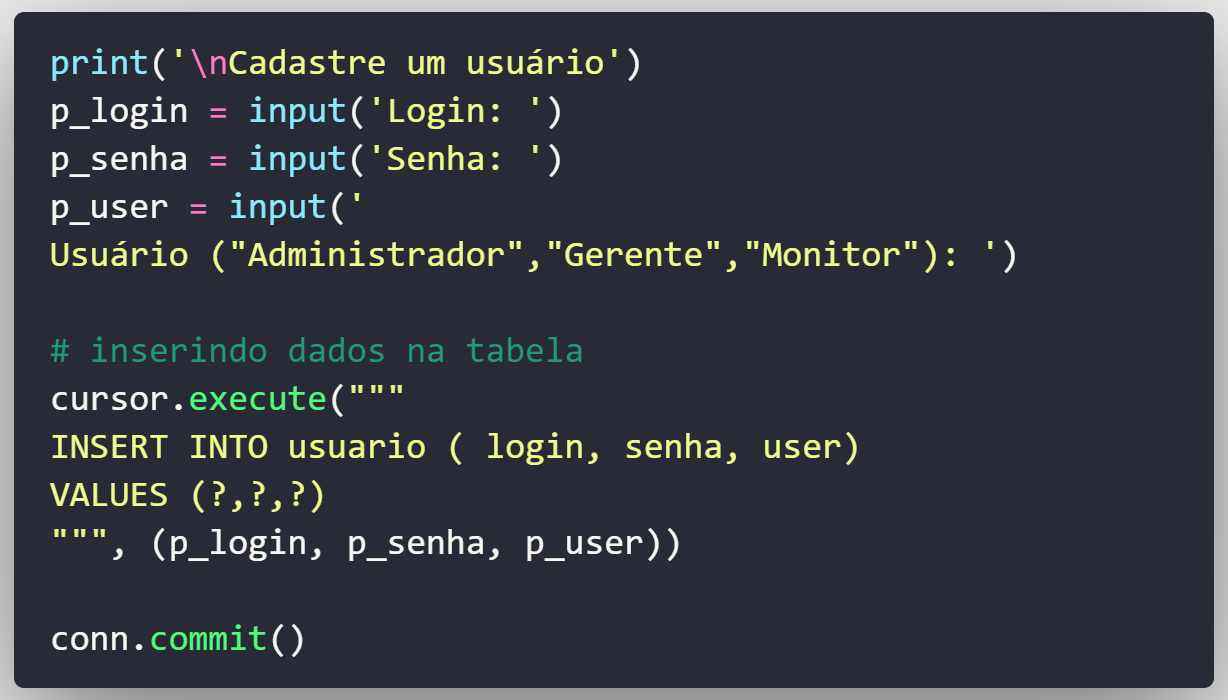 print('\nCadastre um usuário')
p_login = input('Login: ')
p_senha = input('Senha: ')
p_user = input('
Usuário ("Administrador","Gerente","Monitor"): ')
# inserindo dados na tabela
cursor.execute("""
INSERT INTO usuario ( login, senha, user)
VALUES (?,?,?)
""", (p_login, p_senha, p_user))
conn.commit()